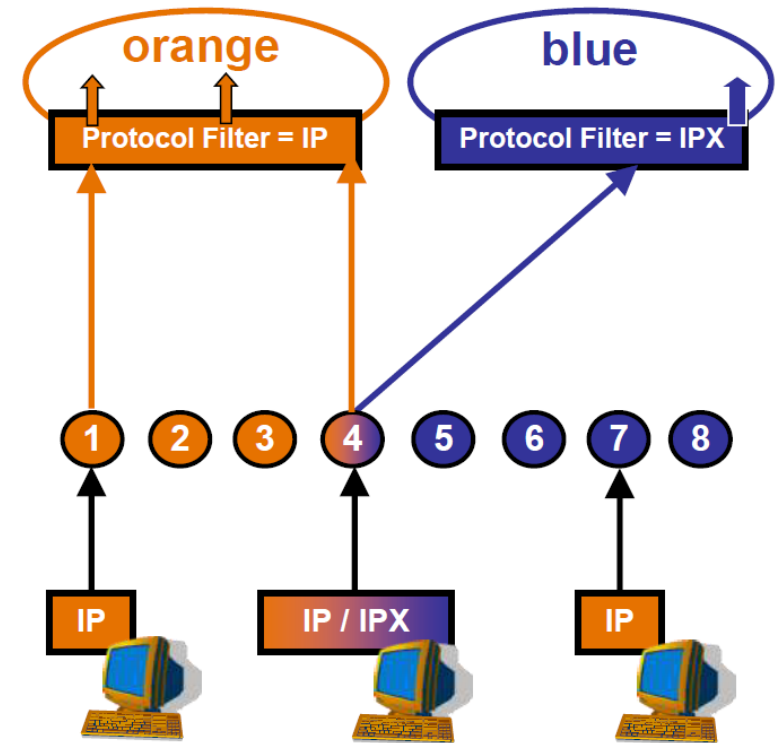 orange
blue
Protocol Filter = IP
Protocol Filter = IPX
1 2 3 4 5 6 7 8
IP
IP / IPX
IP